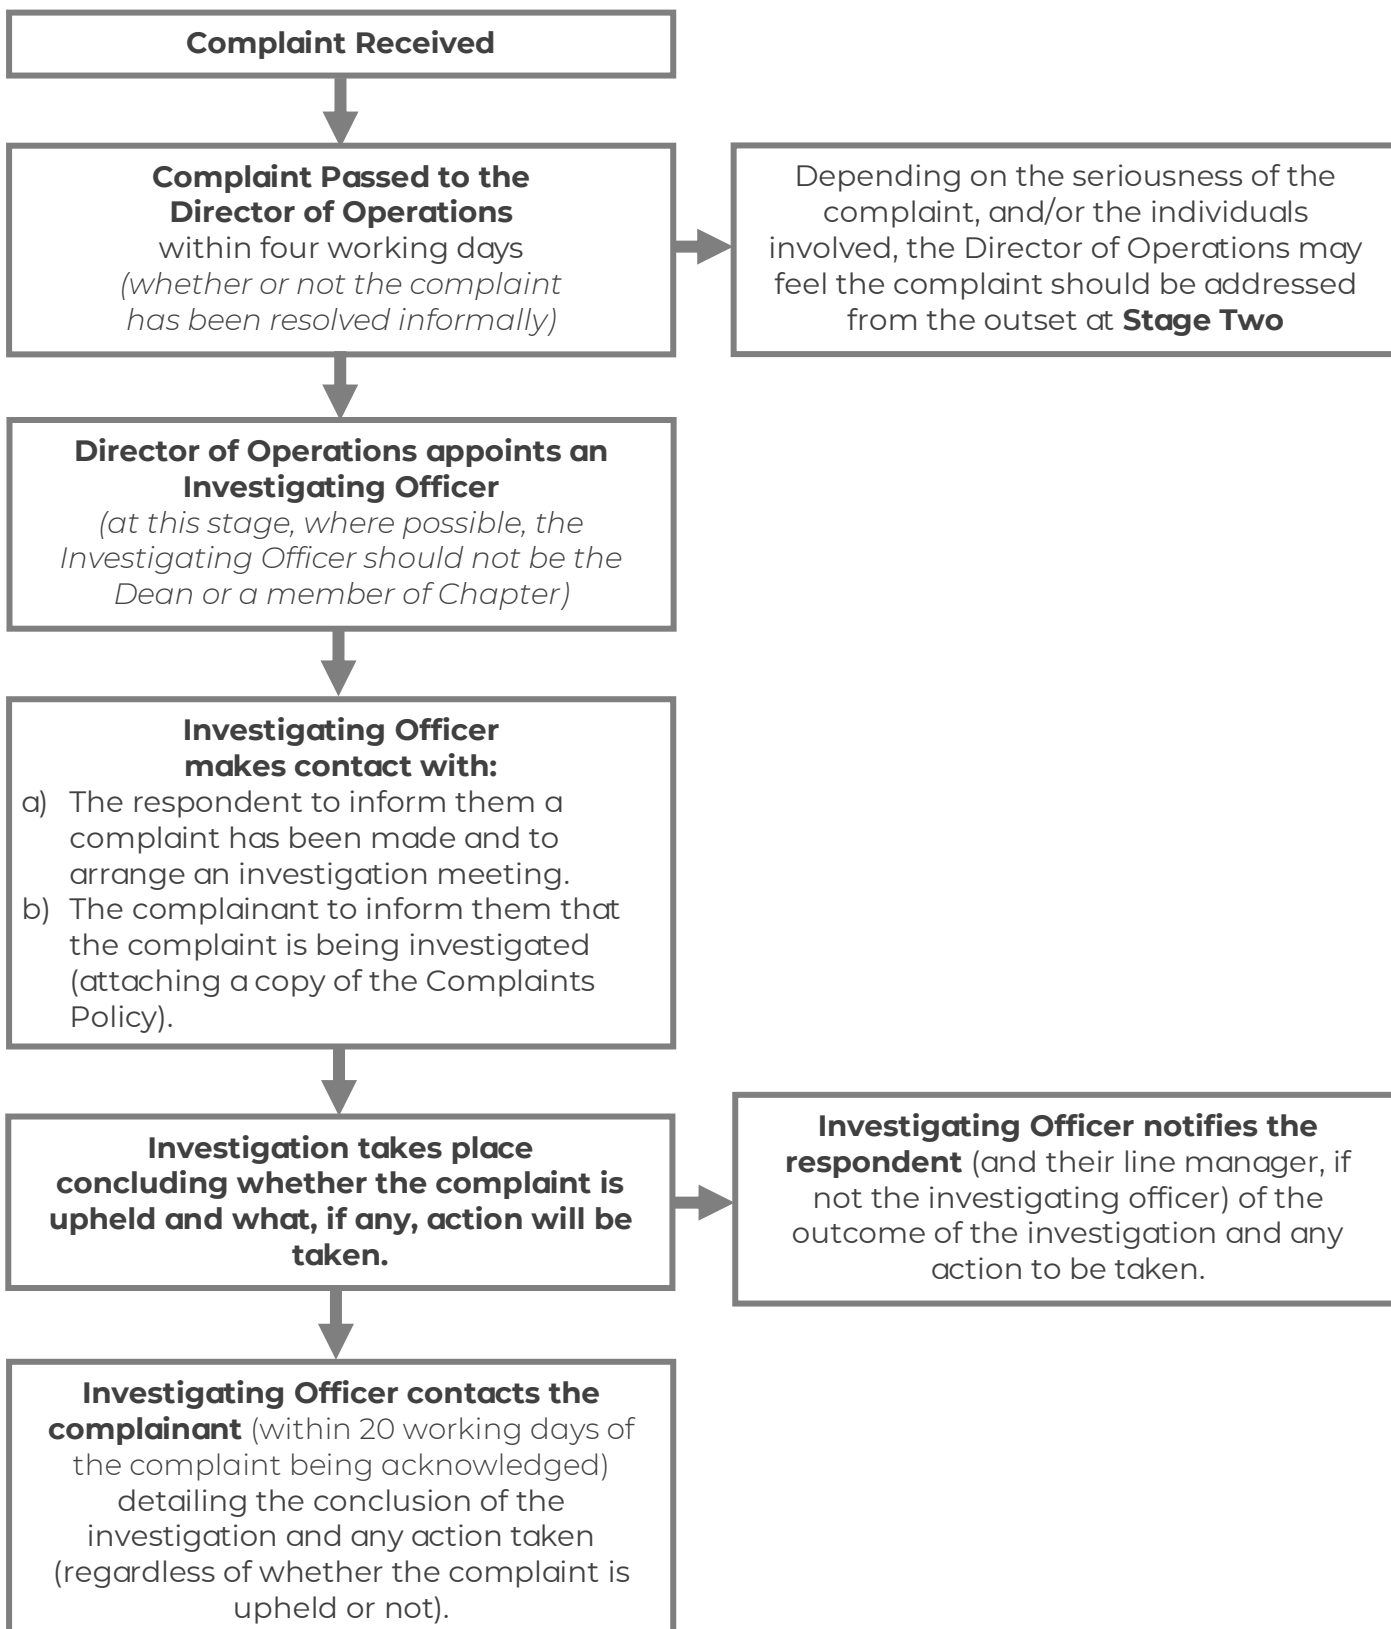 Complaint Received
Complaint Passed to the
Director of Operations
within four working days
(whether or not the complaint
has been resolved informally)
Depending on the seriousness of the
complaint, and/or the individuals
involved, the Director of Operations may
feel the complaint should be addressed
from the outset at Stage Two
Director of Operations appoints an
Investigating Officer
(at this stage, where possible, the
Investigating Officer should not be the
Dean or a member of Chapter)
Investigating Officer
makes contact with:
a) The respondent to inform them a
complaint has been made and to
arrange an investigation meeting.
b) The complainant to inform them that
the complaint is being investigated
(attaching a copy of the Complaints
Policy).
Investigation takes place
concluding whether the complaint is
upheld and what, if any, action will be
taken.
Investigating Officer notifies the
respondent (and their line manager, if
not the investigating officer) of the
outcome of the investigation and any
action to be taken.
Investigating Officer contacts the
complainant (within 20 working days of
the complaint being acknowledged)
detailing the conclusion of the
investigation and any action taken
(regardless of whether the complaint is
upheld or not).